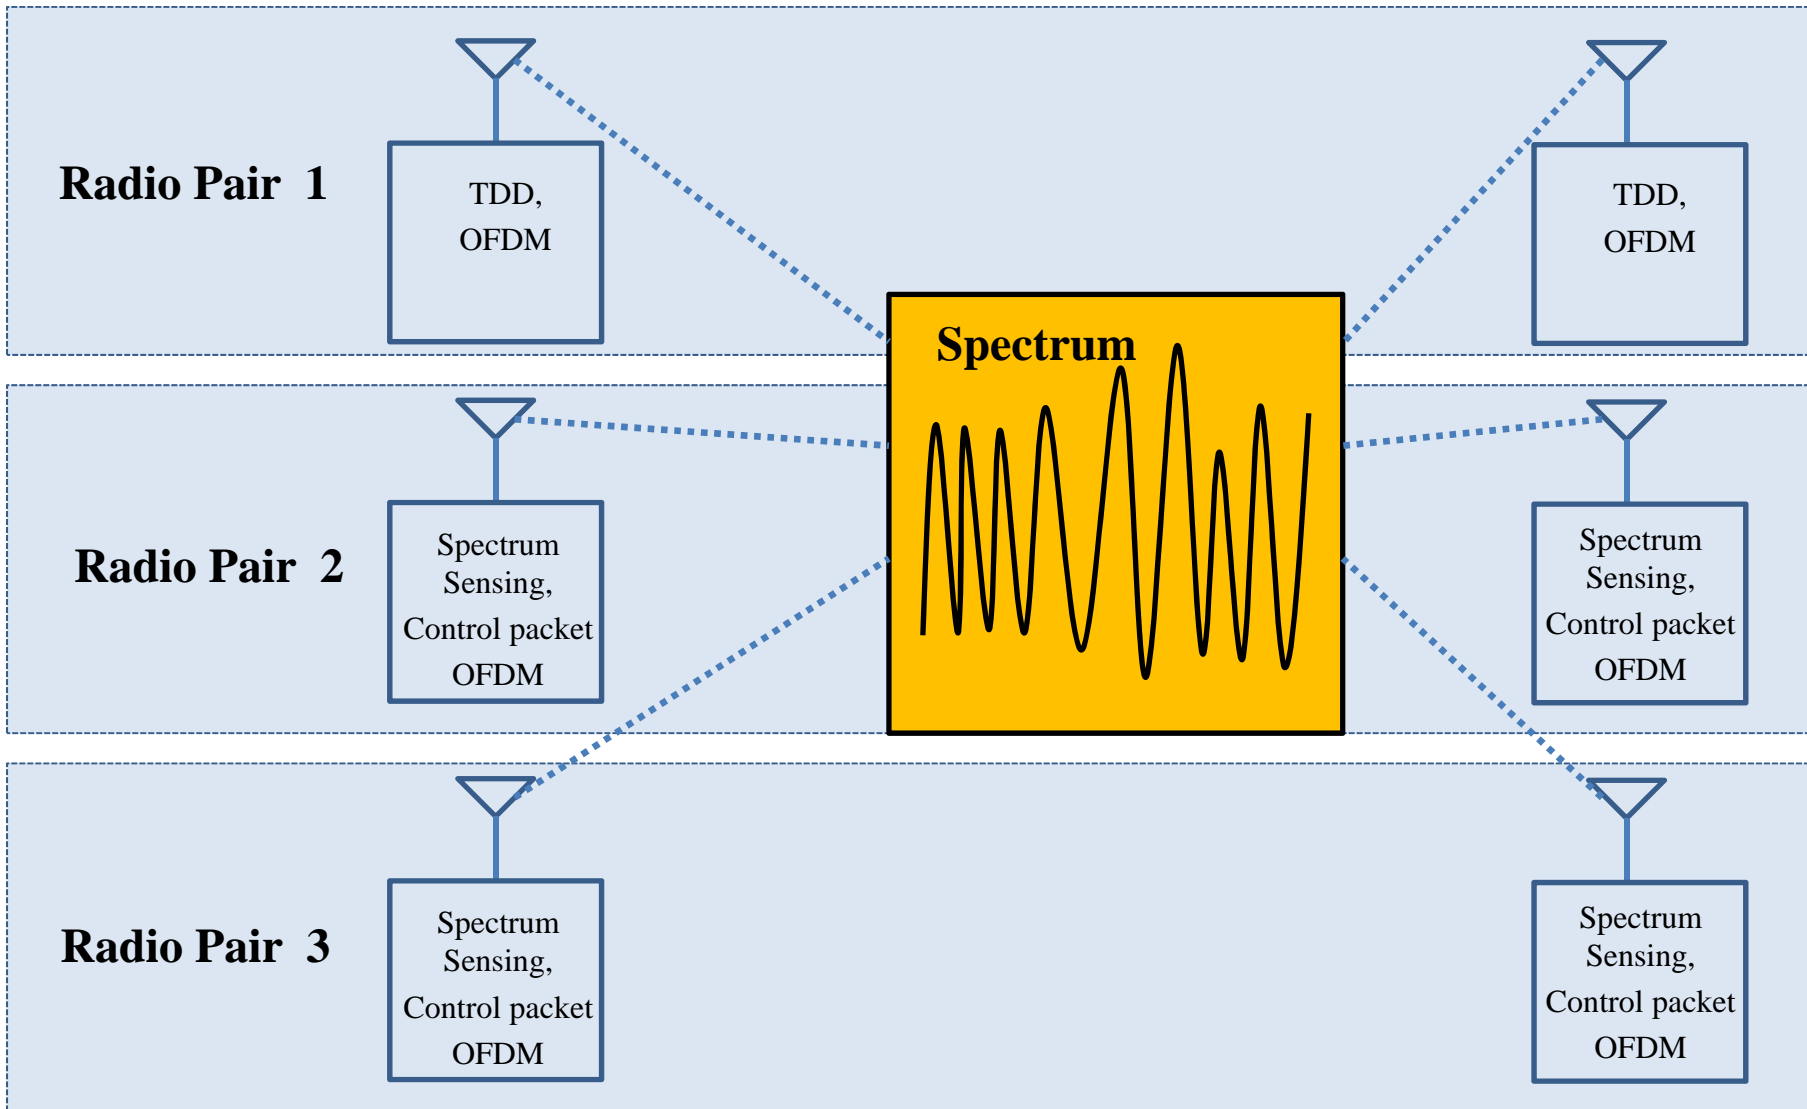 Radio Pair 1
TDD,
OFDM
TDD,
OFDM
Spectrum
Radio Pair 2
Spectrum
Sensing,
Control packet
OFDM
Spectrum
Sensing,
Control packet
OFDM
Radio Pair 3
Spectrum
Sensing,
Control packet
OFDM
Spectrum
Sensing,
Control packet
OFDM